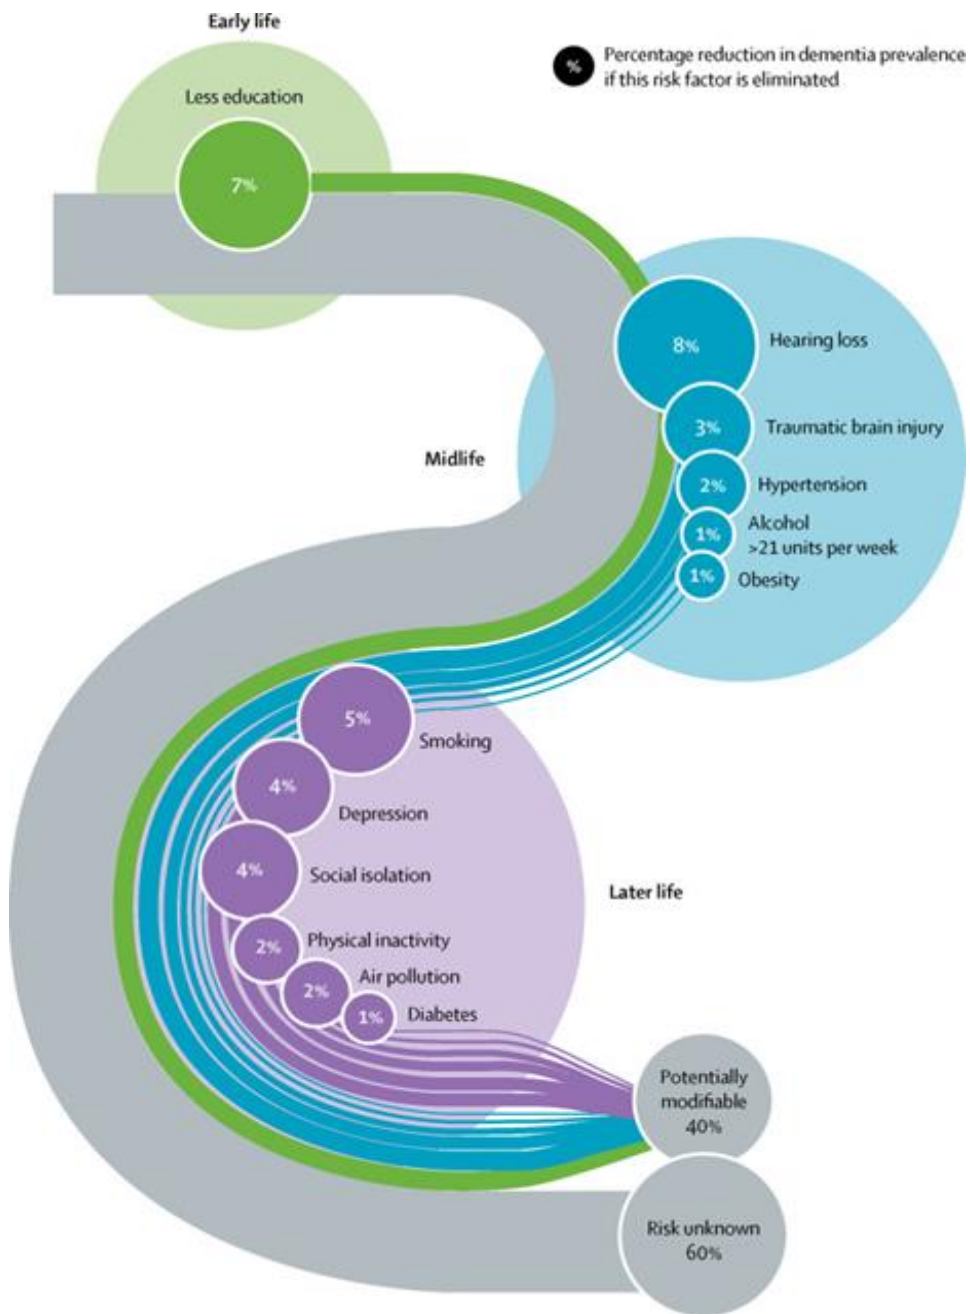 Early life
%
Percentage reduction in dementia prevalence
if this risk factor is eliminated
Less education
7%
8%
Hearing loss
3%
Traumatic brain injury
Midlife
2%
Hypertension
1%
Alcohol
>21 units per week
1%
Obesity
5%
Smoking
4%
Depression
4%
Social isolation
Later life
2%
Physical inactivity
2%
Air pollution
1%
Diabetes
Potentially
modifiable
40%
Risk unknown
60%